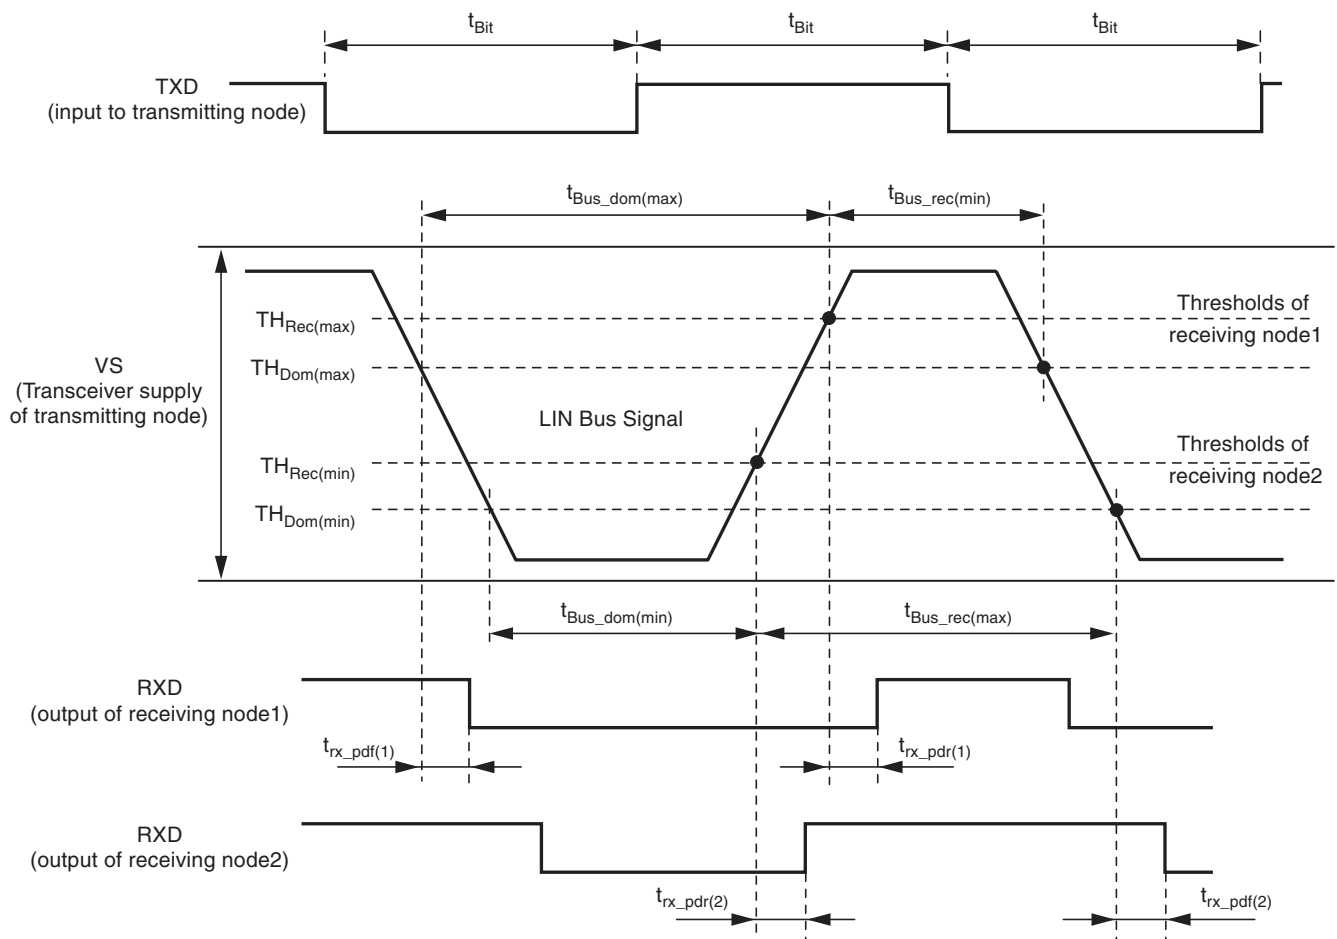 tBit
tBit
tBit
TXD
(input to transmitting node)
tBus_dom(max)
tBus_rec(min)
THRec(max)
Thresholds of
receiving node1
THDom(max)
VS
(Transceiver supply
of transmitting node)
LIN Bus Signal
THRec(min)
Thresholds of
receiving node2
THDom(min)
tBus_dom(min)
tBus_rec(max)
RXD
(output of receiving node1)
trx_pdf(1)
trx_pdr(1)
RXD
(output of receiving node2)
trx_pdr(2)
trx_pdf(2)